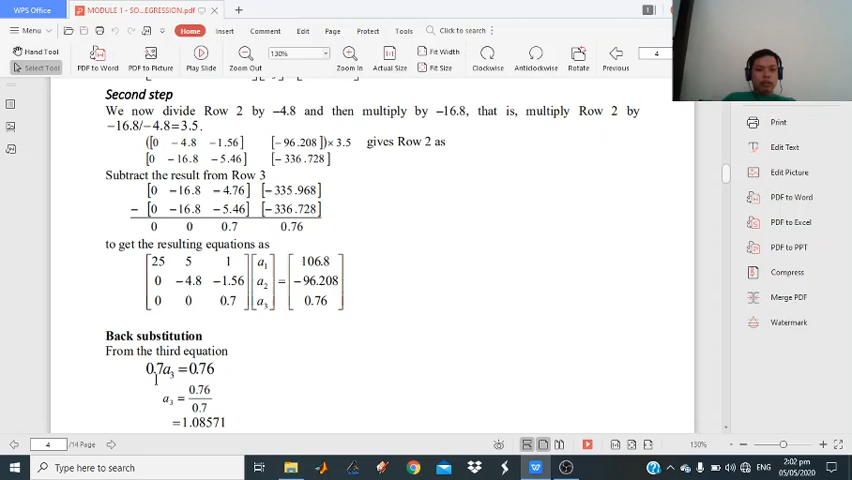 WPS Office
MODULE 1 - SO...EGRESSION.pdf
Menu
Home
Insert
Comment
Edit
Page
Protect
Tools
Click to search
Hand Tool
Select Tool
PDF to Word
Play Slide
Zoom Out
130%
Zoom In
Actual Size
Fit Width
Fit Page
Clockwise
Anticlockwise
Rotate
Previous
4
Second step
We now divide Row 2 by −4.8 and then multiply by −16.8, that is, multiply Row 2 by
−16.8/−4.8=3.5.
([0 −4.8 −1.56] [−96.208])×3.5 gives Row 2 as
[0 −16.8 −5.46] [−336.728]
Subtract the result from Row 3
[0 −16.8 −4.76] [−335.968]
− [0 −16.8 −5.46] [−336.728]
0 0 0.7 0.76
to get the resulting equations as
25 5 1 a1 106.8
0 −4.8 −1.56 a2 = −96.208
0 0 0.7 a3 0.76
Back substitution
From the third equation
0.7a3 = 0.76
a3 = 0.76/0.7
=1.08571
Print
Edit Text
Edit Picture
PDF to Word
PDF to Excel
PDF to PPT
Compress
Merge PDF
Watermark
4 /14 Page
130%
Type here to search
ENG
2:02 pm
05/05/2020